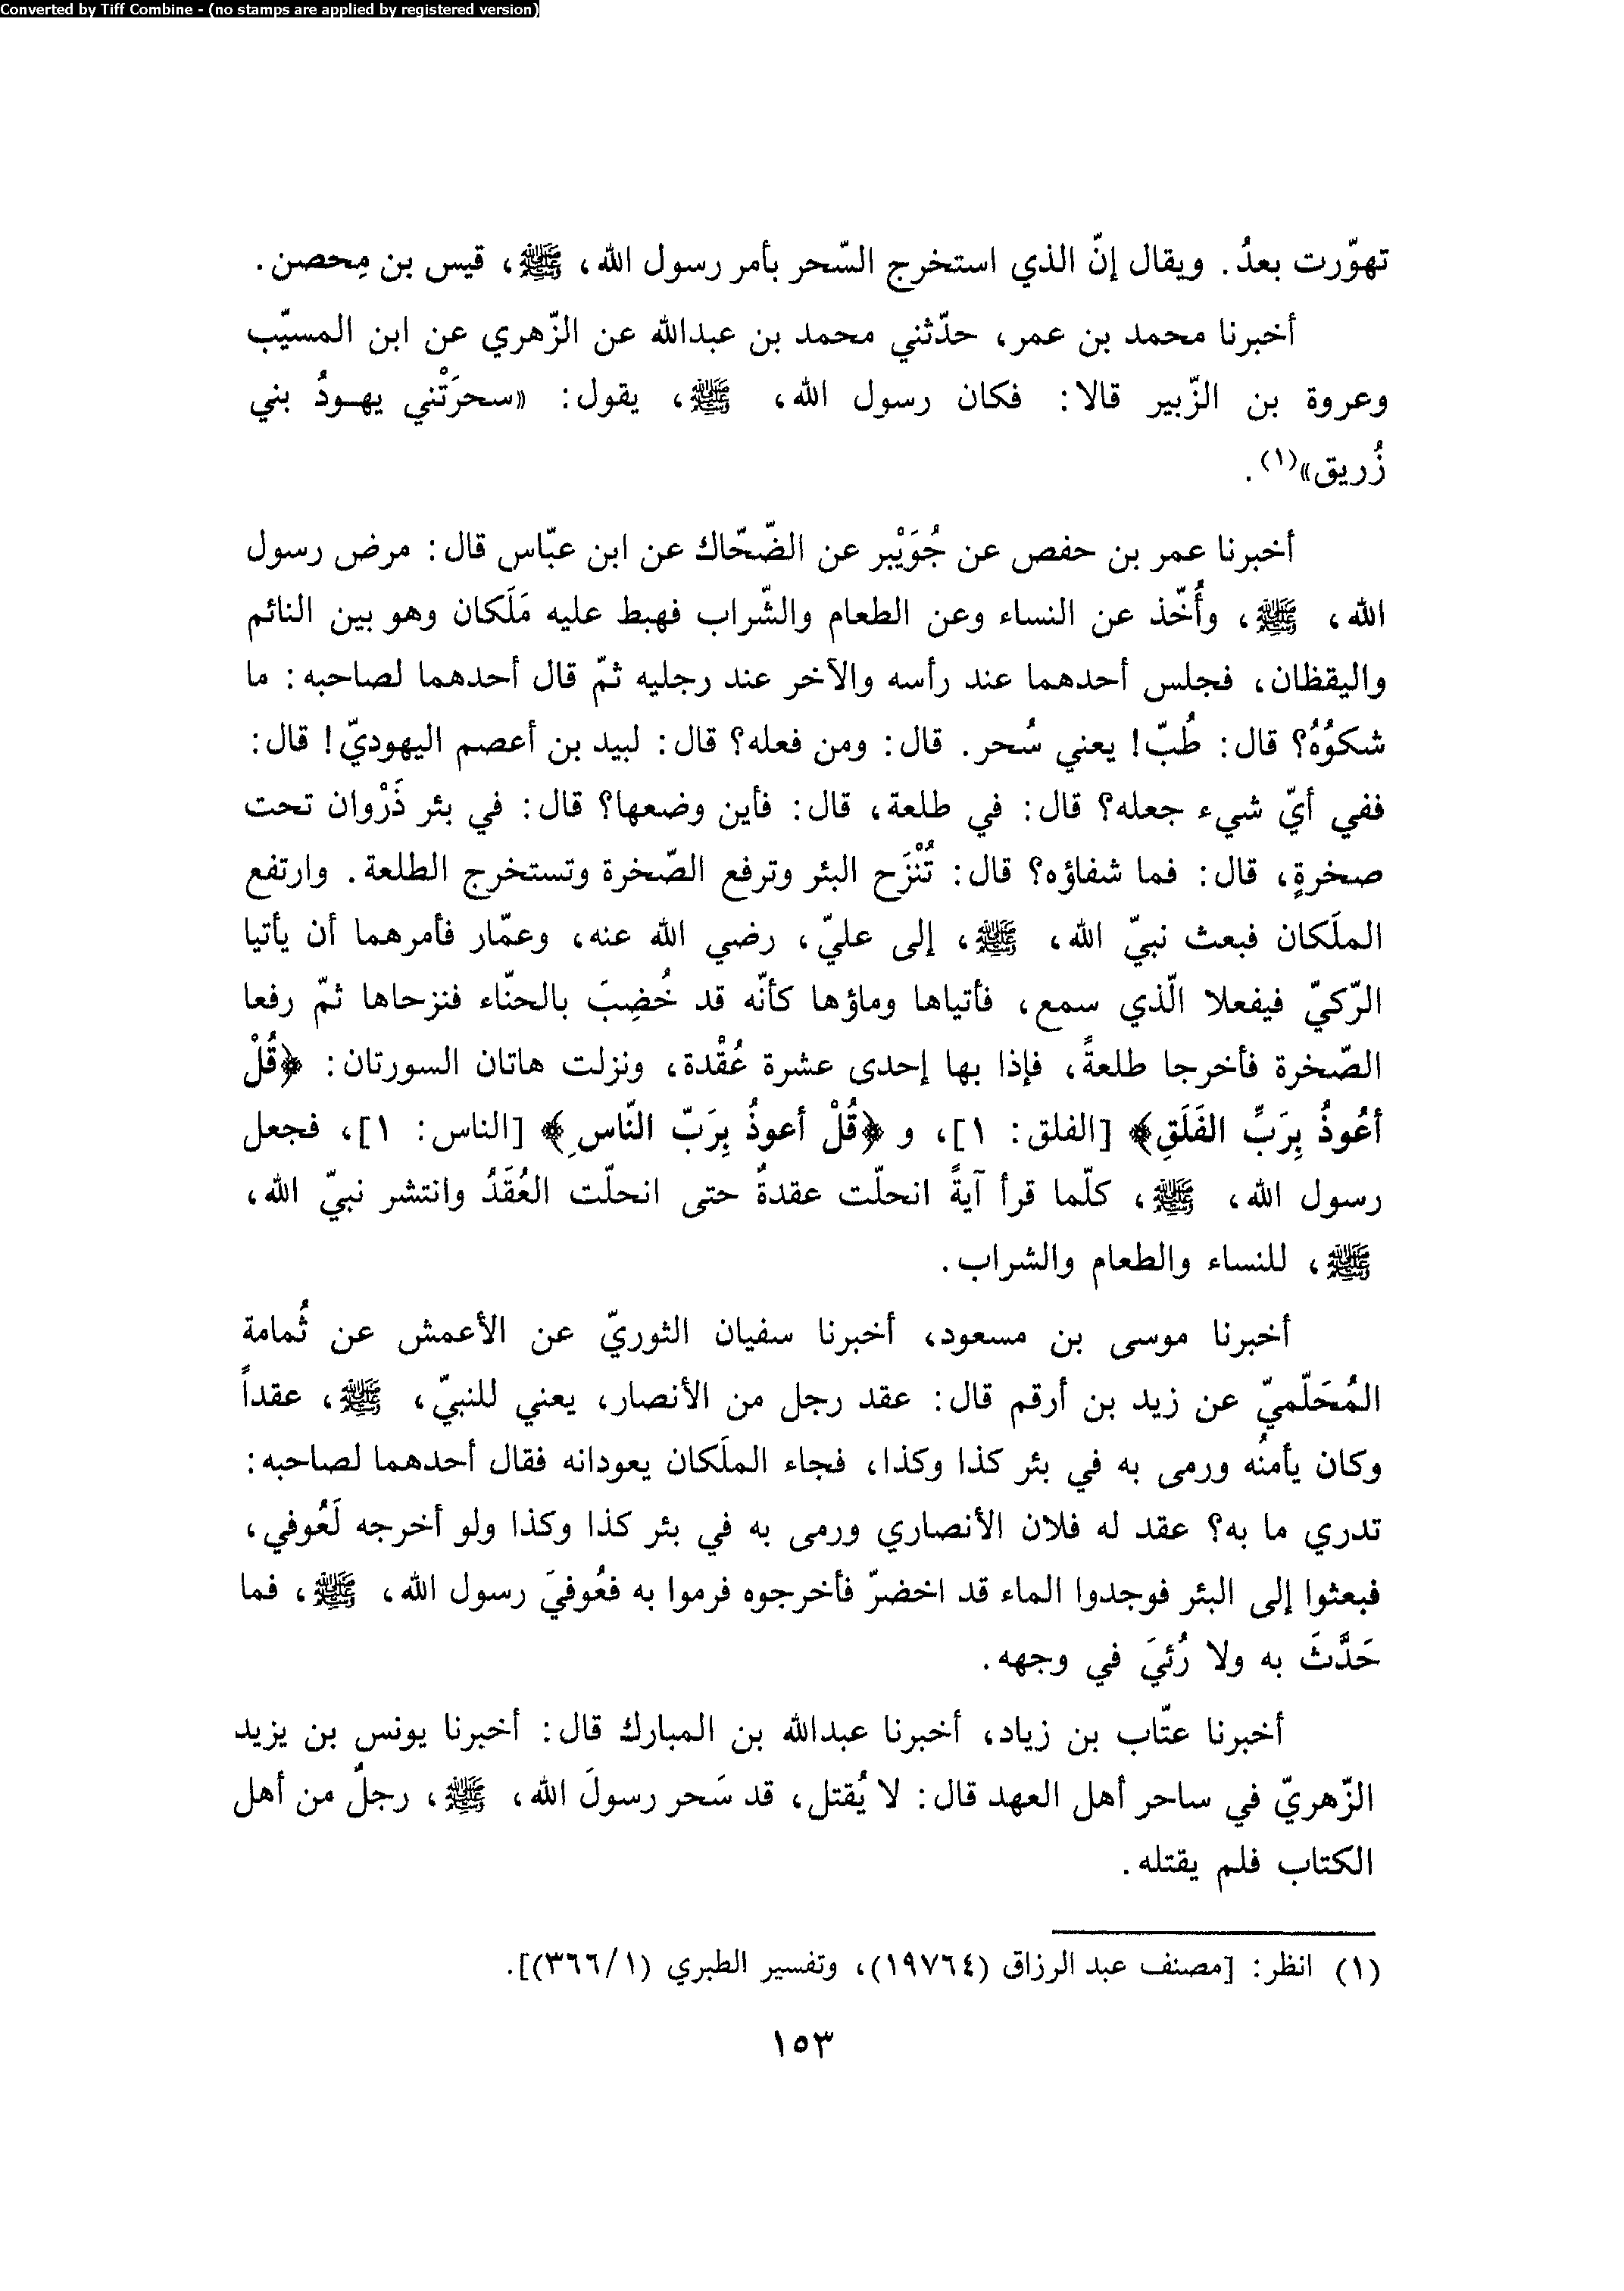 Converted by Tiff Combine - (no stamps are applied by registered version)
تهوّرت بعدُ. ويقال إنّ الذي استخرج السّحر بأمر رسول الله، ﷺ، قيس بن مِحصن.
أخبرنا محمد بن عمر، حدّثني محمد بن عبدالله عن الزّهري عن ابن المسيّب
وعروة بن الزّبير قالا: فكان رسول الله، ﷺ، يقول: «سحرَتْني يهودُ بني
زُريق»(١).
أخبرنا عمر بن حفص عن جُوَيْبر عن الضّحّاك عن ابن عبّاس قال: مرض رسول
الله، ﷺ، وأُخّذ عن النساء وعن الطعام والشّراب فهبط عليه مَلَكان وهو بين النائم
واليقظان، فجلس أحدهما عند رأسه والآخر عند رجليه ثمّ قال أحدهما لصاحبه: ما
شكوُهُ؟ قال: طُبّ! يعني سُحر. قال: ومن فعله؟ قال: لبيد بن أعصم اليهوديّ! قال:
ففي أيّ شيء جعله؟ قال: في طلعة، قال: فأين وضعها؟ قال: في بئر ذَرْوان تحت
صخرةٍ، قال: فما شفاؤه؟ قال: تُنْزَح البئر وترفع الصّخرة وتستخرج الطلعة. وارتفع
الملَكان فبعث نبيّ الله، ﷺ، إلى عليّ، رضي الله عنه، وعمّار فأمرهما أن يأتيا
الرّكيّ فيفعلا الّذي سمع، فأتياها وماؤها كأنّه قد خُضِبَ بالحنّاء فنزحاها ثمّ رفعا
الصّخرة فأخرجا طلعةً، فإذا بها إحدى عشرة عُقْدة، ونزلت هاتان السورتان: ﴿قُلْ
أعُوذُ بِرَبِّ الفَلَقِ﴾ [الفلق: ١]، و ﴿قُلْ أعوذُ بِرَبّ النّاسِ﴾ [الناس: ١]، فجعل
رسول الله، ﷺ، كلّما قرأ آيةً انحلّت عقدةٌ حتى انحلّت العُقَدُ وانتشر نبيّ الله،
ﷺ، للنساء والطعام والشراب.
أخبرنا موسى بن مسعود، أخبرنا سفيان الثوريّ عن الأعمش عن ثُمامة
المُحَلّميّ عن زيد بن أرقم قال: عقد رجل من الأنصار، يعني للنبيّ، ﷺ، عقداً
وكان يأمنُه ورمى به في بئر كذا وكذا، فجاء الملَكان يعودانه فقال أحدهما لصاحبه:
تدري ما به؟ عقد له فلان الأنصاري ورمى به في بئر كذا وكذا ولو أخرجه لَعُوفي،
فبعثوا إلى البئر فوجدوا الماء قد اخضرّ فأخرجوه فرموا به فعُوفيَ رسول الله، ﷺ، فما
حَدَّثَ به ولا رُئيَ في وجهه.
أخبرنا عتّاب بن زياد، أخبرنا عبدالله بن المبارك قال: أخبرنا يونس بن يزيد
الزّهريّ في ساحر أهل العهد قال: لا يُقتل، قد سَحر رسولَ الله، ﷺ، رجلٌ من أهل
الكتاب فلم يقتله.
(١) انظر: [مصنف عبد الرزاق (١٩٧٦٤)، وتفسير الطبري (٣٦٦/١)].
١٥٣